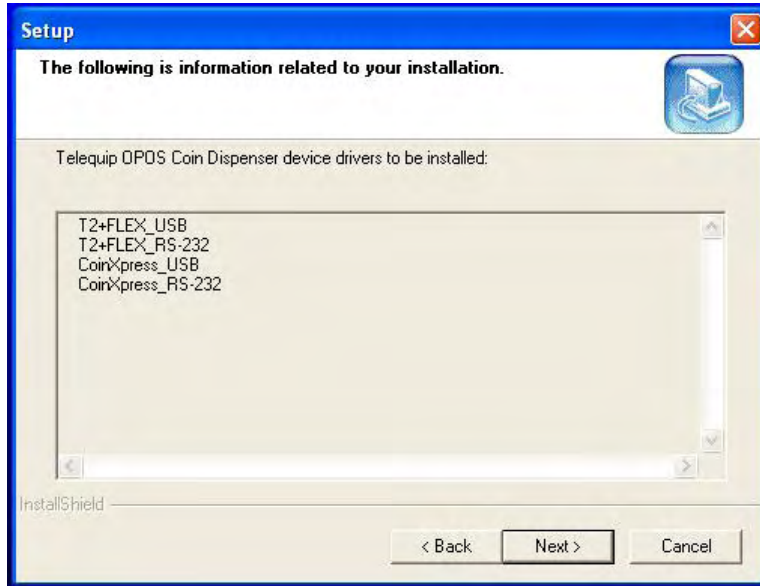 Setup
The following is information related to your installation.
Telequip OPOS Coin Dispenser device drivers to be installed:
T2+FLEX_USB
T2+FLEX_RS-232
CoinXpress_USB
CoinXpress_RS-232
InstallShield
< Back
Next >
Cancel